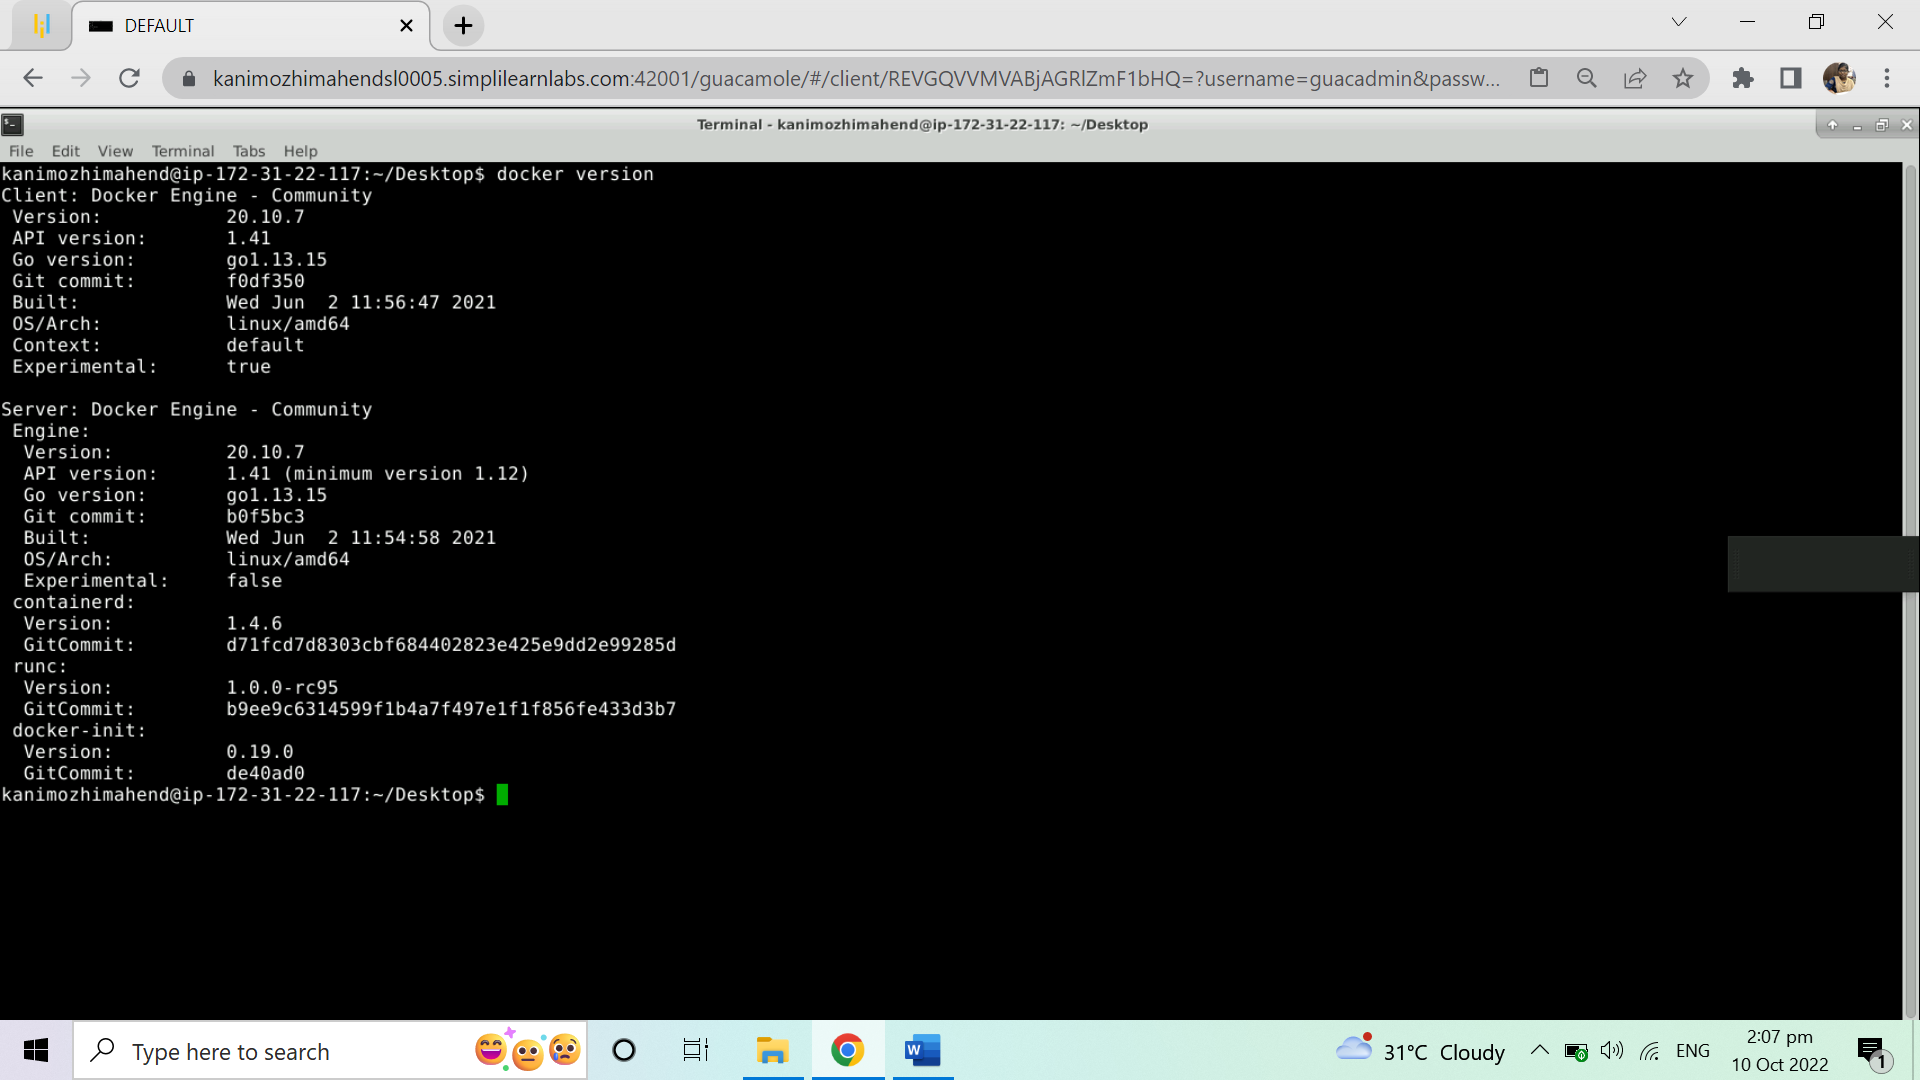 DEFAULT
kanimozhimahendsl0005.simplilearnlabs.com:42001/guacamole/#/client/REVGQVVMVABjAGRlZmF1bHQ=?username=guacadmin&passw...
Terminal - kanimozhimahend@ip-172-31-22-117: ~/Desktop
File Edit View Terminal Tabs Help
kanimozhimahend@ip-172-31-22-117:~/Desktop$ docker version
Client: Docker Engine - Community
Version: 20.10.7
API version: 1.41
Go version: go1.13.15
Git commit: f0df350
Built: Wed Jun  2 11:56:47 2021
OS/Arch: linux/amd64
Context: default
Experimental: true
Server: Docker Engine - Community
Engine:
Version: 20.10.7
API version: 1.41 (minimum version 1.12)
Go version: go1.13.15
Git commit: b0f5bc3
Built: Wed Jun  2 11:54:58 2021
OS/Arch: linux/amd64
Experimental: false
containerd:
Version: 1.4.6
GitCommit: d71fcd7d8303cbf684402823e425e9dd2e99285d
runc:
Version: 1.0.0-rc95
GitCommit: b9ee9c6314599f1b4a7f497e1f1f856fe433d3b7
docker-init:
Version: 0.19.0
GitCommit: de40ad0
kanimozhimahend@ip-172-31-22-117:~/Desktop$
Type here to search
W
31°C Cloudy
ENG
2:07 pm
10 Oct 2022
1